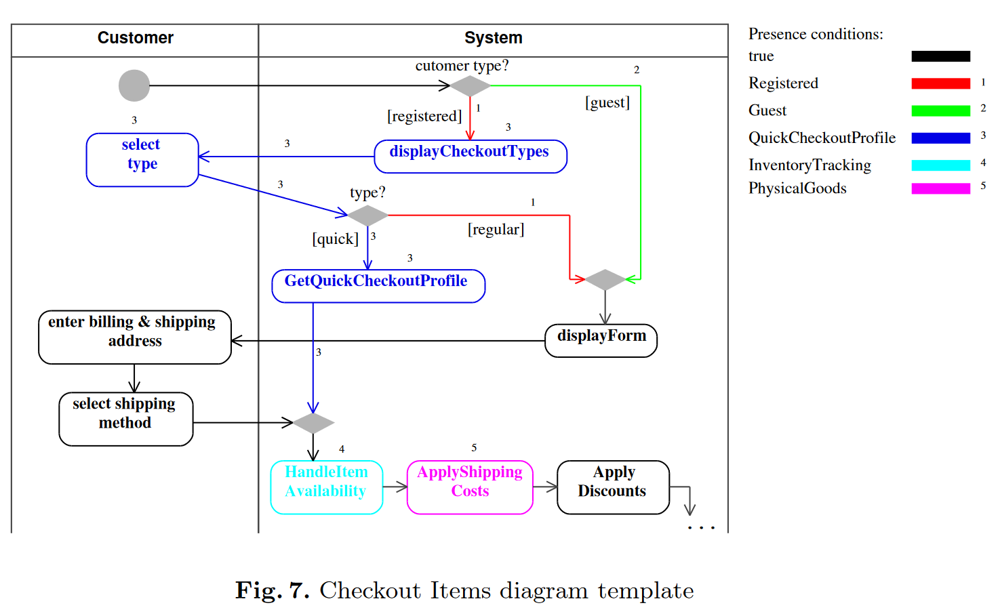 Customer
System
Presence conditions:
true
Registered 1
Guest 2
QuickCheckoutProfile 3
InventoryTracking 4
PhysicalGoods 5
cutomer type?
2
[guest]
[registered]
1
3
3
select
type
3
displayCheckoutTypes
3
type?
1
[regular]
[quick]
3
3
GetQuickCheckoutProfile
enter billing & shipping
address
displayForm
3
select shipping
method
4
5
HandleItem
Availability
ApplyShipping
Costs
Apply
Discounts
...
Fig. 7. Checkout Items diagram template